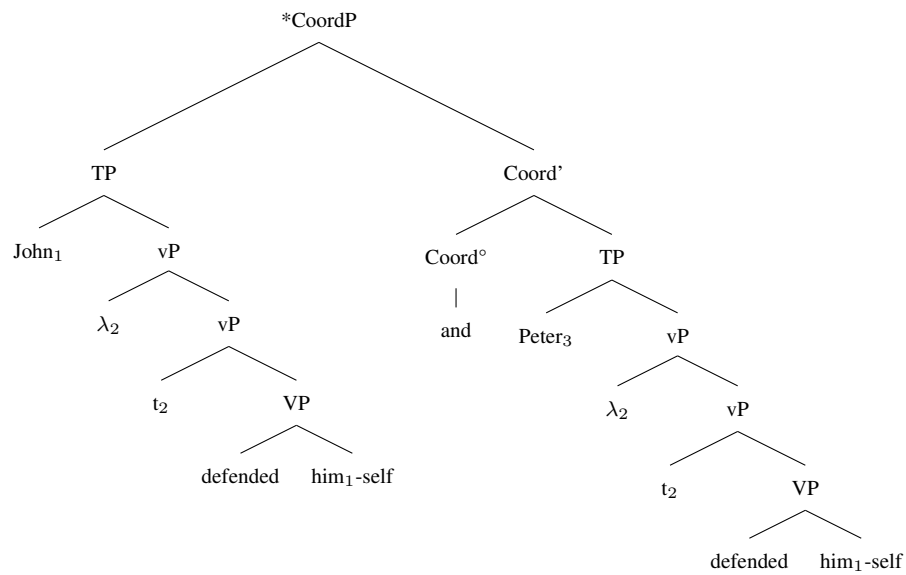 *CoordP
TP Coord’
John₁ vP Coord° TP
λ₂ vP and Peter₃ vP
t₂ VP λ₂ vP
defended him₁-self t₂ VP
defended him₁-self